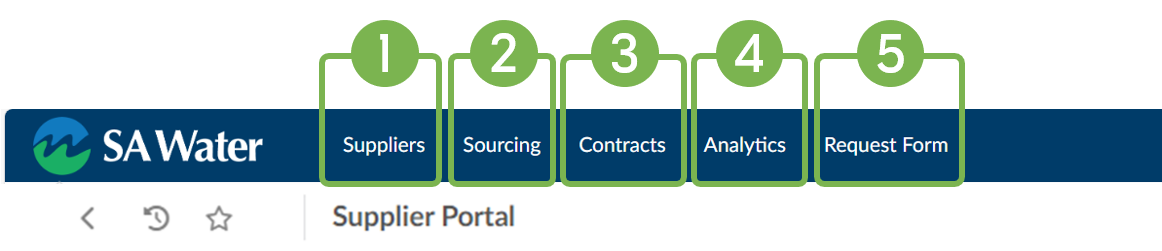 1 2 3 4 5
SA Water Suppliers Sourcing Contracts Analytics Request Form
Supplier Portal